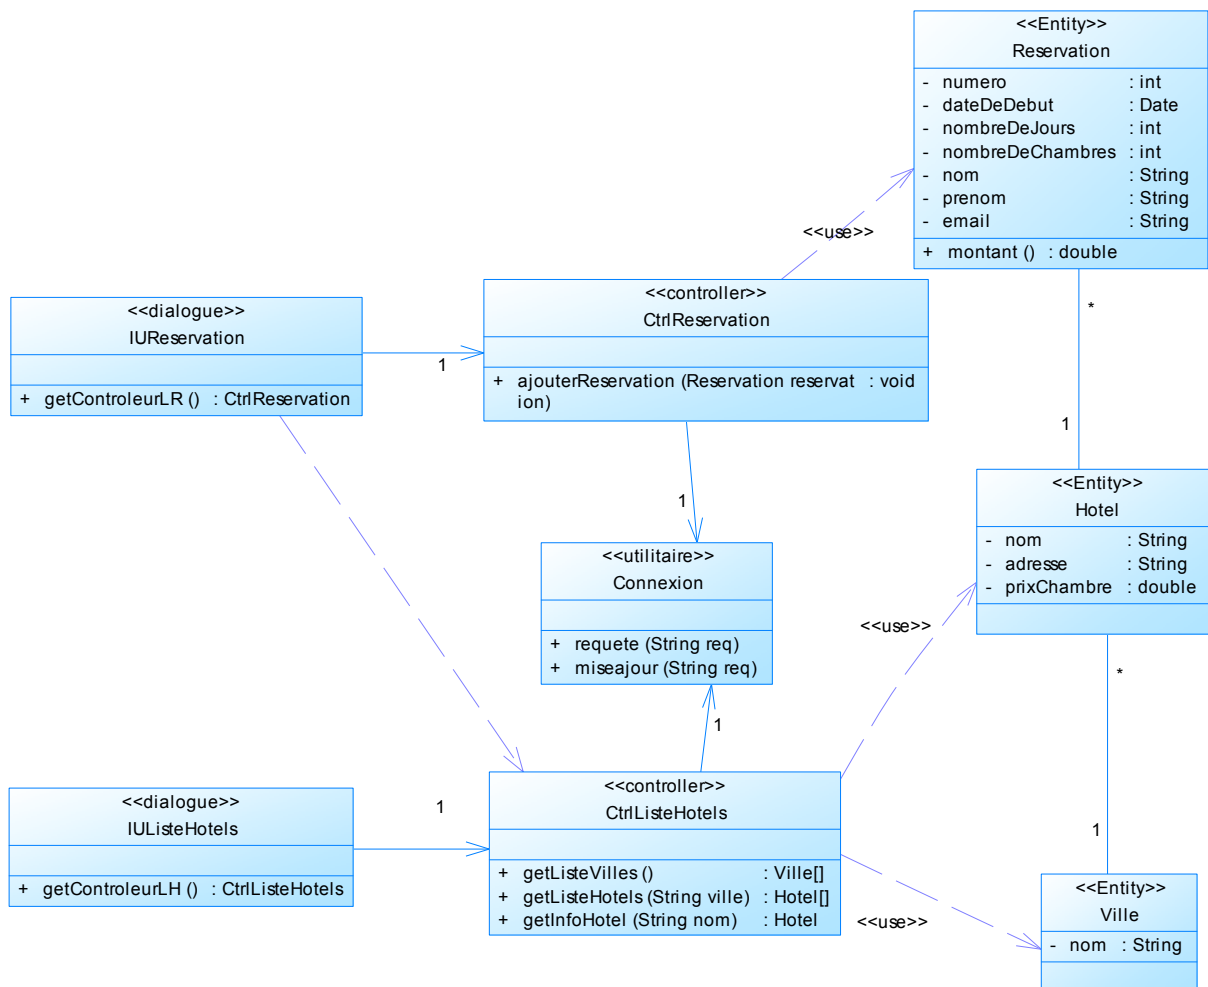 <<Entity>>
Reservation
- numero : int
- dateDeDebut : Date
- nombreDeJours : int
- nombreDeChambres : int
- nom : String
- prenom : String
- email : String
+ montant () : double
<<use>>
*
1
<<dialogue>>
IUReservation
+ getControleurLR () : CtrlReservation
1
<<controller>>
CtrlReservation
+ ajouterReservation (Reservation reservat : void
ion)
1
<<utilitaire>>
Connexion
+ requete (String req)
+ miseajour (String req)
1
<<Entity>>
Hotel
- nom : String
- adresse : String
- prixChambre : double
<<use>>
*
1
<<dialogue>>
IUListeHotels
+ getControleurLH () : CtrlListeHotels
1
<<controller>>
CtrlListeHotels
+ getListeVilles () : Ville[]
+ getListeHotels (String ville) : Hotel[]
+ getInfoHotel (String nom) : Hotel
<<use>>
<<Entity>>
Ville
- nom : String